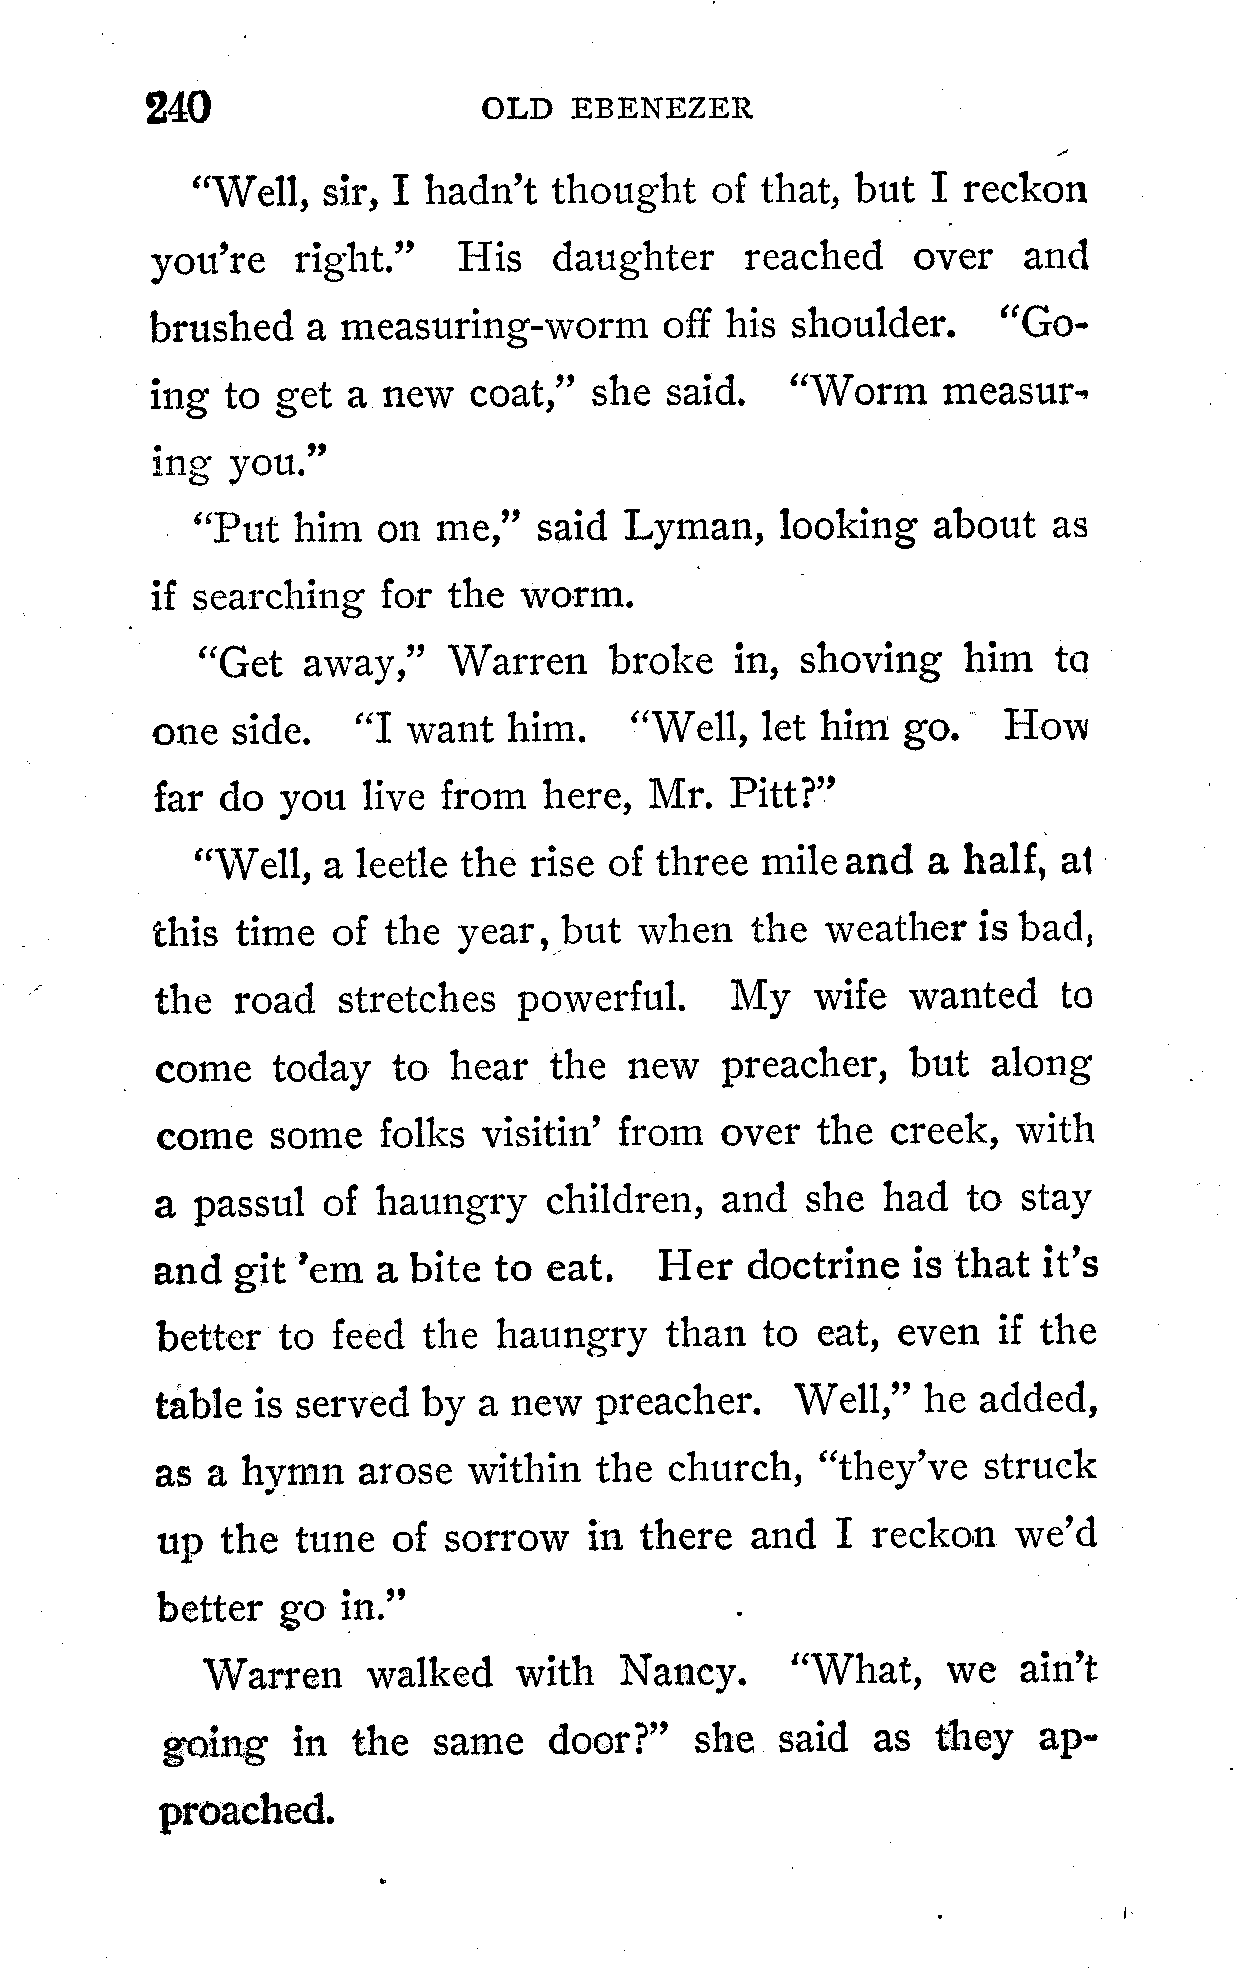 240 OLD EBENEZER
“Well, sir, I hadn’t thought of that, but I reckon
you’re right.” His daughter reached over and
brushed a measuring-worm off his shoulder. “Go-
ing to get a new coat,” she said. “Worm measur-
ing you.”
“Put him on me,” said Lyman, looking about as
if searching for the worm.
“Get away,” Warren broke in, shoving him to
one side. “I want him. “Well, let him go. How
far do you live from here, Mr. Pitt?”
“Well, a leetle the rise of three mile and a half, at
this time of the year, but when the weather is bad,
the road stretches powerful. My wife wanted to
come today to hear the new preacher, but along
come some folks visitin’ from over the creek, with
a passul of haungry children, and she had to stay
and git ’em a bite to eat. Her doctrine is that it’s
better to feed the haungry than to eat, even if the
table is served by a new preacher. Well,” he added,
as a hymn arose within the church, “they’ve struck
up the tune of sorrow in there and I reckon we’d
better go in.”
Warren walked with Nancy. “What, we ain’t
going in the same door?” she said as they ap-
proached.